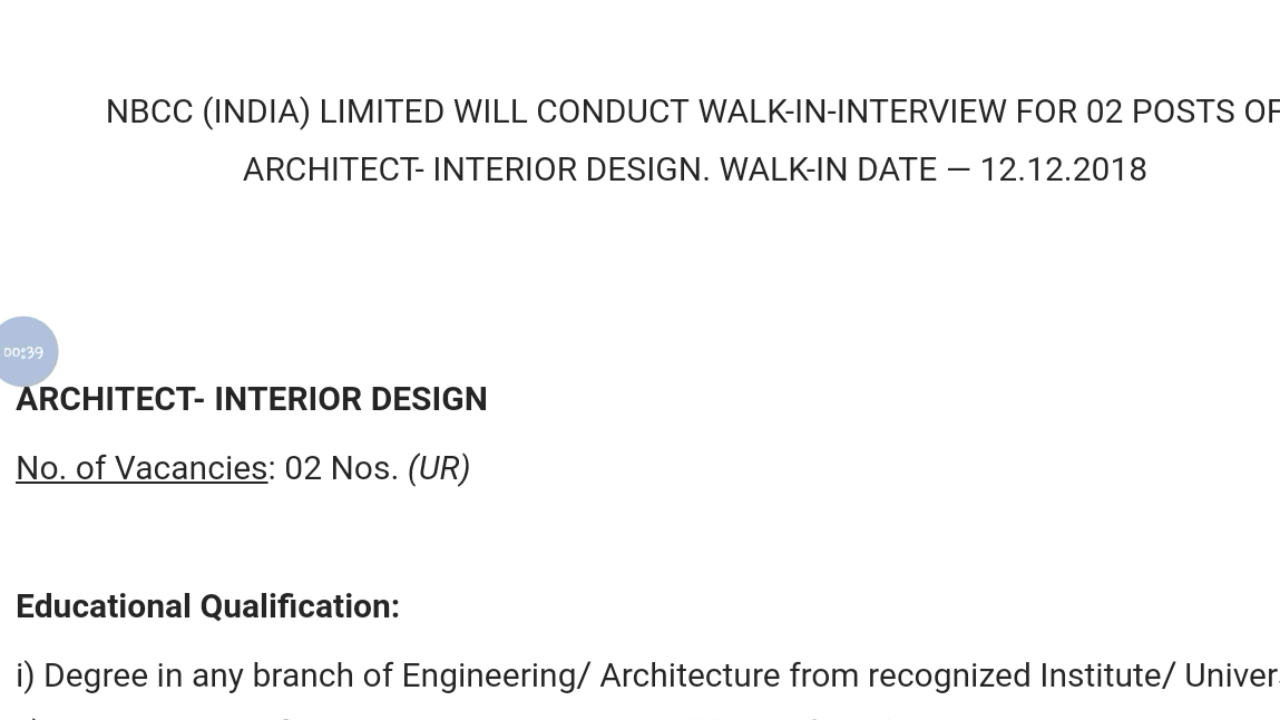 NBCC (INDIA) LIMITED WILL CONDUCT WALK-IN-INTERVIEW FOR 02 POSTS OF
ARCHITECT- INTERIOR DESIGN. WALK-IN DATE – 12.12.2018
00:39
ARCHITECT- INTERIOR DESIGN
No. of Vacancies: 02 Nos. (UR)
Educational Qualification:
i) Degree in any branch of Engineering/ Architecture from recognized Institute/